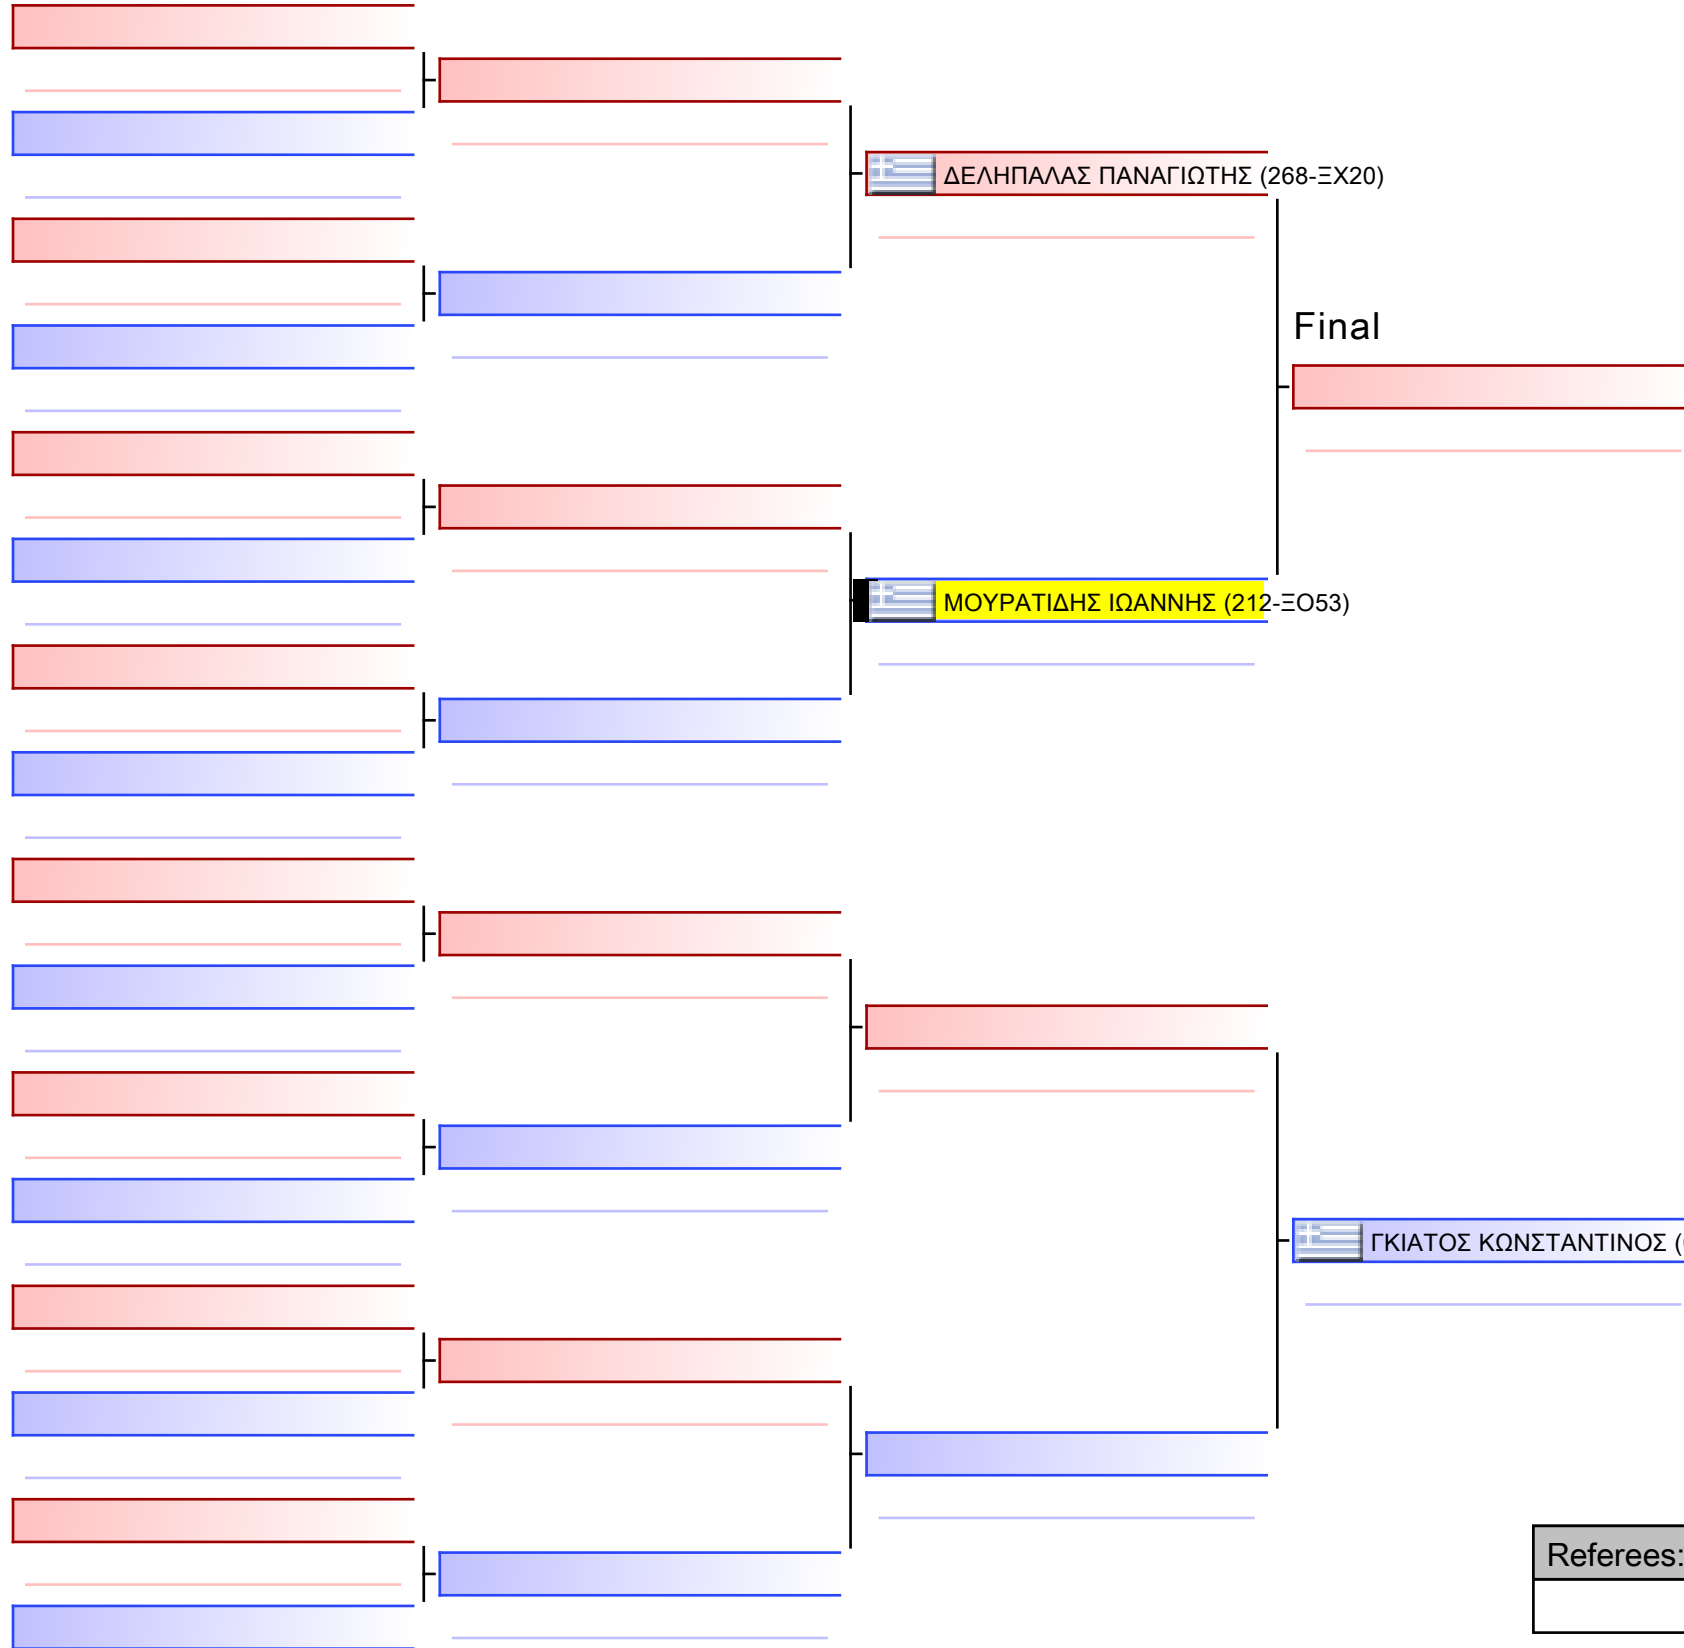 ΔΕΛΗΠΑΛΑΣ ΠΑΝΑΓΙΩΤΗΣ (268-ΞΧ20)
Final
ΜΟΥΡΑΤΙΔΗΣ ΙΩΑΝΝΗΣ (212-ΞΟ53)
ΓΚΙΑΤΟΣ ΚΩΝΣΤΑΝΤΙΝΟΣ (
Referees: